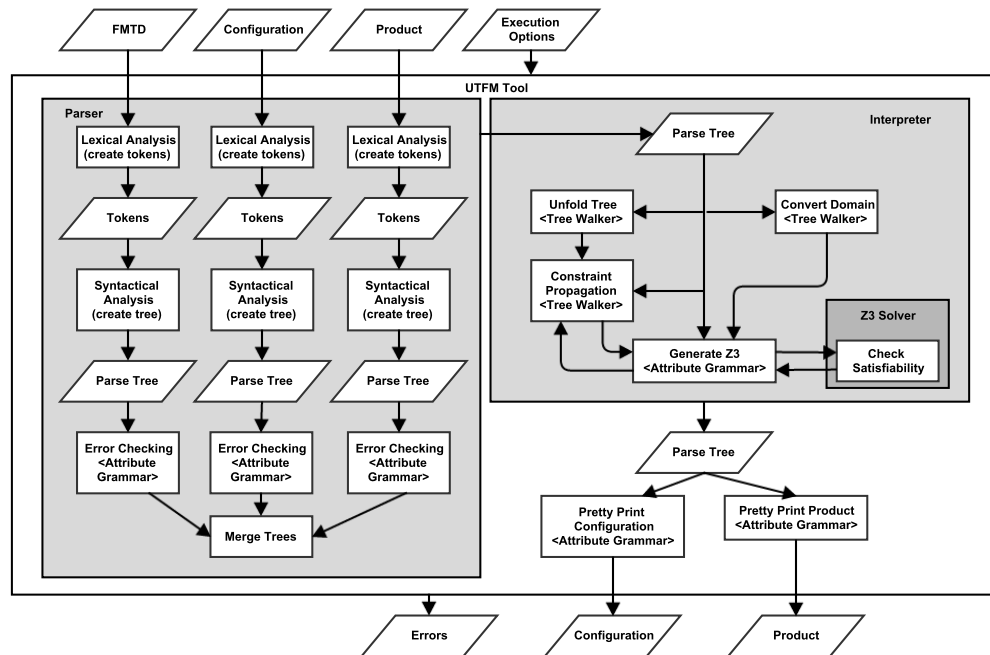 FMTD
Configuration
Product
Execution
Options
UTFM Tool
Parser
Lexical Analysis
(create tokens)
Lexical Analysis
(create tokens)
Lexical Analysis
(create tokens)
Tokens
Tokens
Tokens
Syntactical
Analysis
(create tree)
Syntactical
Analysis
(create tree)
Syntactical
Analysis
(create tree)
Parse Tree
Parse Tree
Parse Tree
Error Checking
<Attribute
Grammar>
Error Checking
<Attribute
Grammar>
Error Checking
<Attribute
Grammar>
Merge Trees
Interpreter
Parse Tree
Unfold Tree
<Tree Walker>
Convert Domain
<Tree Walker>
Constraint
Propagation
<Tree Walker>
Z3 Solver
Generate Z3
<Attribute Grammar>
Check
Satisfiability
Parse Tree
Pretty Print
Configuration
<Attribute Grammar>
Pretty Print Product
<Attribute Grammar>
Errors
Configuration
Product